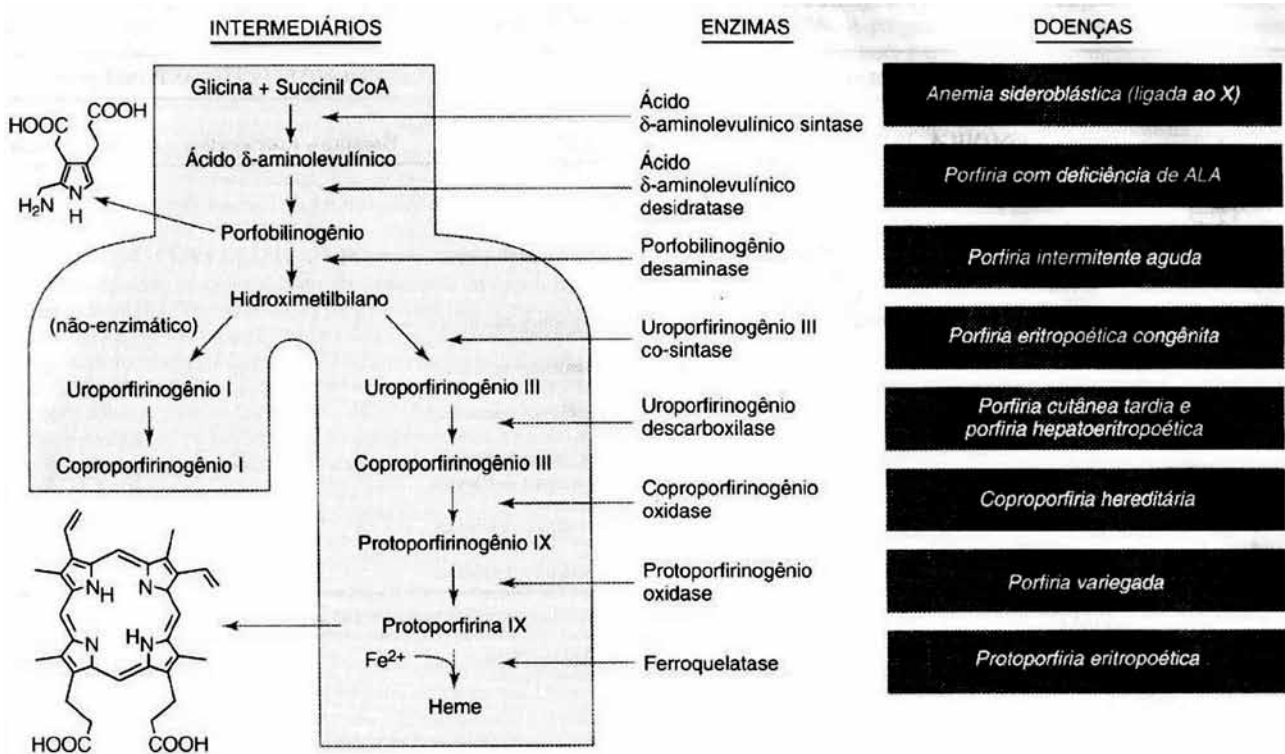 INTERMEDIÁRIOS
ENZIMAS
DOENÇAS
Glicina + Succinil CoA
Ácido
δ-aminolevulínico sintase
Anemia sideroblástica (ligada ao X)
HOOC
COOH
H₂N
N
H
Ácido δ-aminolevulínico
Ácido
δ-aminolevulínico
desidratase
Porfiria com deficiência de ALA
Porfobilinogênio
Porfobilinogênio
desaminase
Porfiria intermitente aguda
Hidroximetilbilano
(não-enzimático)
Uroporfirinogênio III
co-sintase
Porfiria eritropoética congênita
Uroporfirinogênio I
Uroporfirinogênio III
Uroporfirinogênio
descarboxilase
Porfiria cutânea tardia e
porfiria hepatoeritropoética
Coproporfirinogênio I
Coproporfirinogênio III
Coproporfirinogênio
oxidase
Coproporfiria hereditária
Protoporfirinogênio IX
Protoporfirinogênio
oxidase
Porfiria variegada
NH
N
N
HN
HOOC
COOH
Protoporfirina IX
Fe²⁺
Ferroquelatase
Protoporfiria eritropoética
Heme